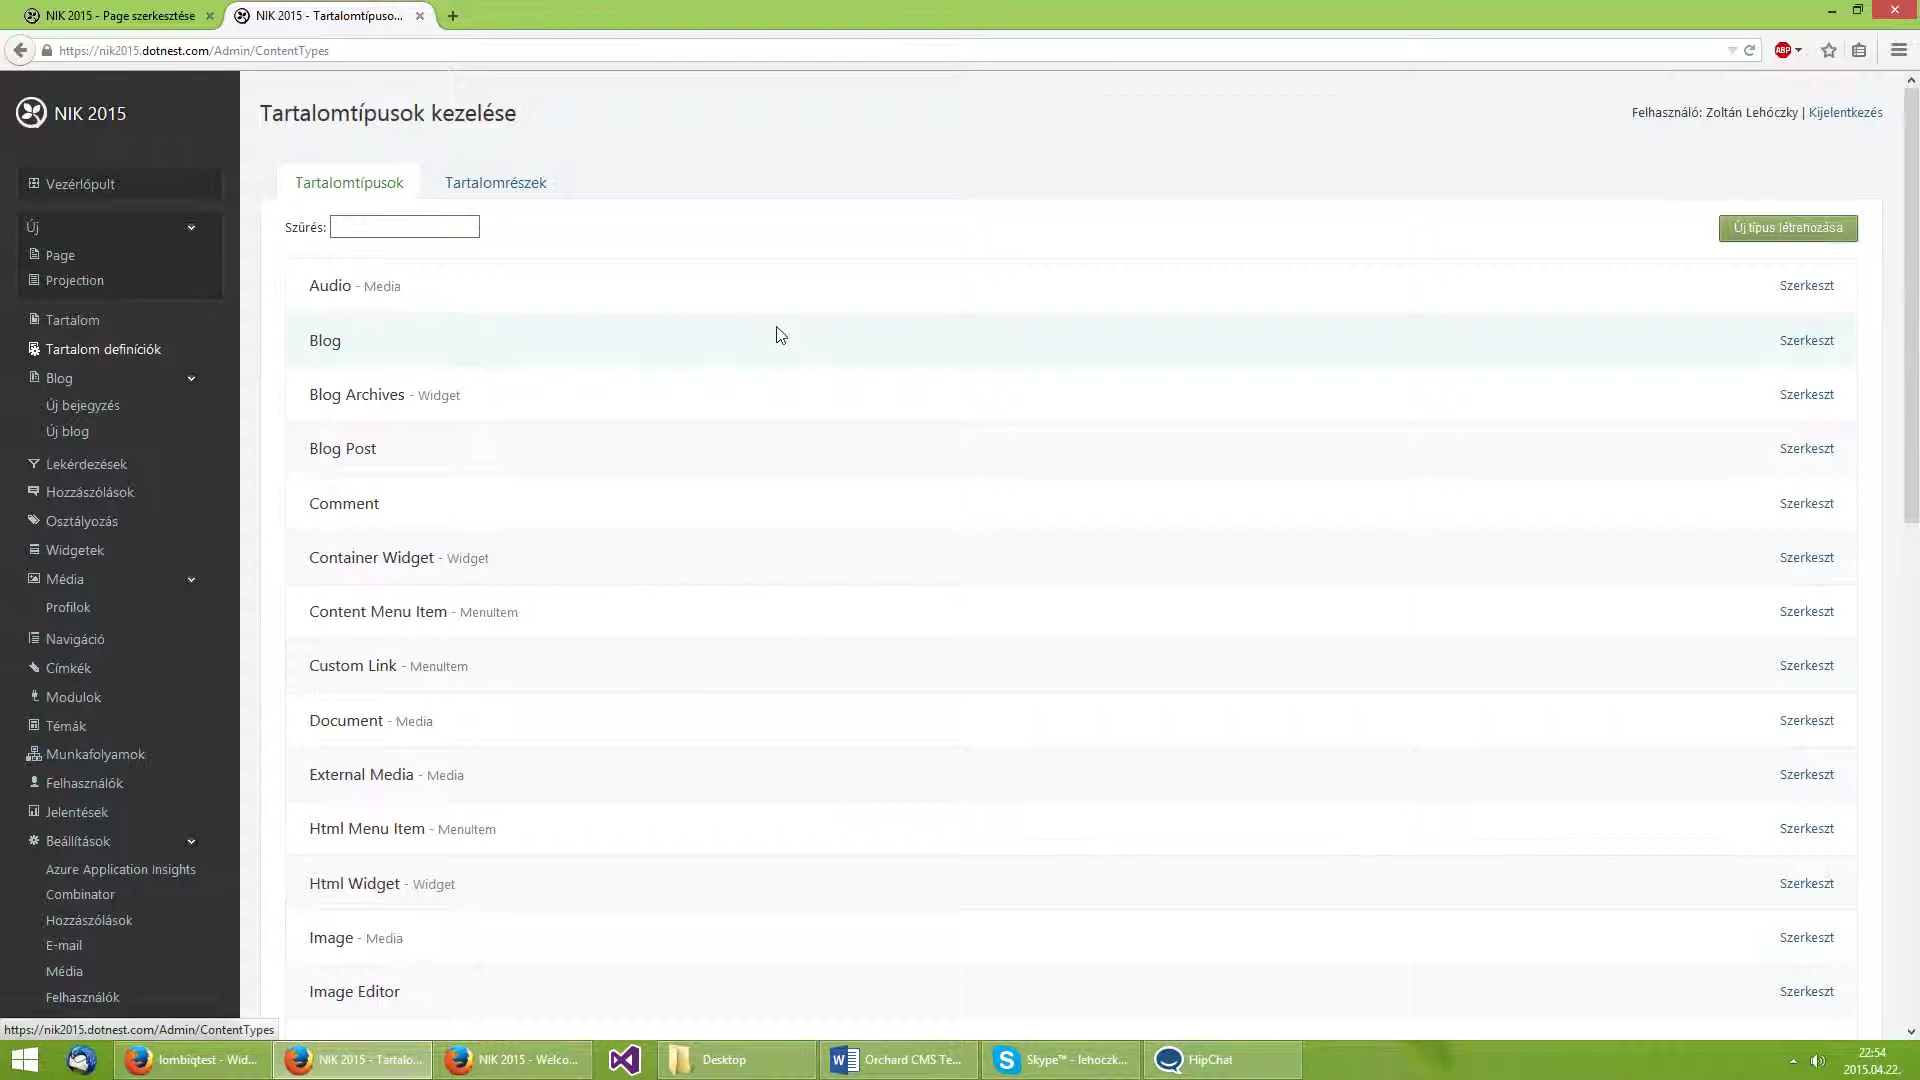 NIK 2015 - Page szerkesztése
NIK 2015 - Tartalomtípuso...
https://nik2015.dotnest.com/Admin/ContentTypes
ABP
NIK 2015
Tartalomtípusok kezelése
Felhasználó: Zoltán Lehóczky | Kijelentkezés
Vezérlőpult
Új
Page
Projection
Tartalom
Tartalom definíciók
Blog
Új bejegyzés
Új blog
Lekérdezések
Hozzászólások
Osztályozás
Widgetek
Média
Profilok
Navigáció
Címkék
Modulok
Témák
Munkafolyamok
Felhasználók
Jelentések
Beállítások
Azure Application Insights
Combinator
Hozzászólások
E-mail
Média
Felhasználók
Tartalomtípusok
Tartalomrészek
Szűrés:
Új típus létrehozása
Audio - Media Szerkeszt
Blog Szerkeszt
Blog Archives - Widget Szerkeszt
Blog Post Szerkeszt
Comment Szerkeszt
Container Widget - Widget Szerkeszt
Content Menu Item - MenuItem Szerkeszt
Custom Link - MenuItem Szerkeszt
Document - Media Szerkeszt
External Media - Media Szerkeszt
Html Menu Item - MenuItem Szerkeszt
Html Widget - Widget Szerkeszt
Image - Media Szerkeszt
Image Editor Szerkeszt
https://nik2015.dotnest.com/Admin/ContentTypes
lombiqtest - Wid...
NIK 2015 - Tartalo...
NIK 2015 - Welco...
Desktop
Orchard CMS Te...
Skype™ - lehoczk...
HipChat
22:54
2015.04.22.